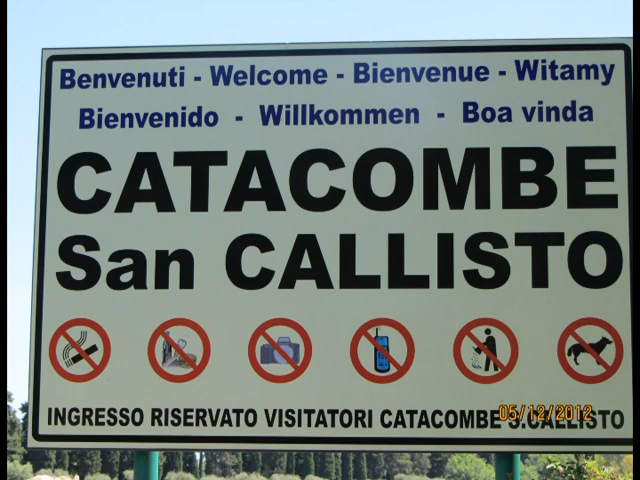 Benvenuti - Welcome - Bienvenue - Witamy
Bienvenido - Willkommen - Boa vinda
CATACOMBE
San CALLISTO
INGRESSO RISERVATO VISITATORI CATACOMBE S.CALLISTO
05/12/2012